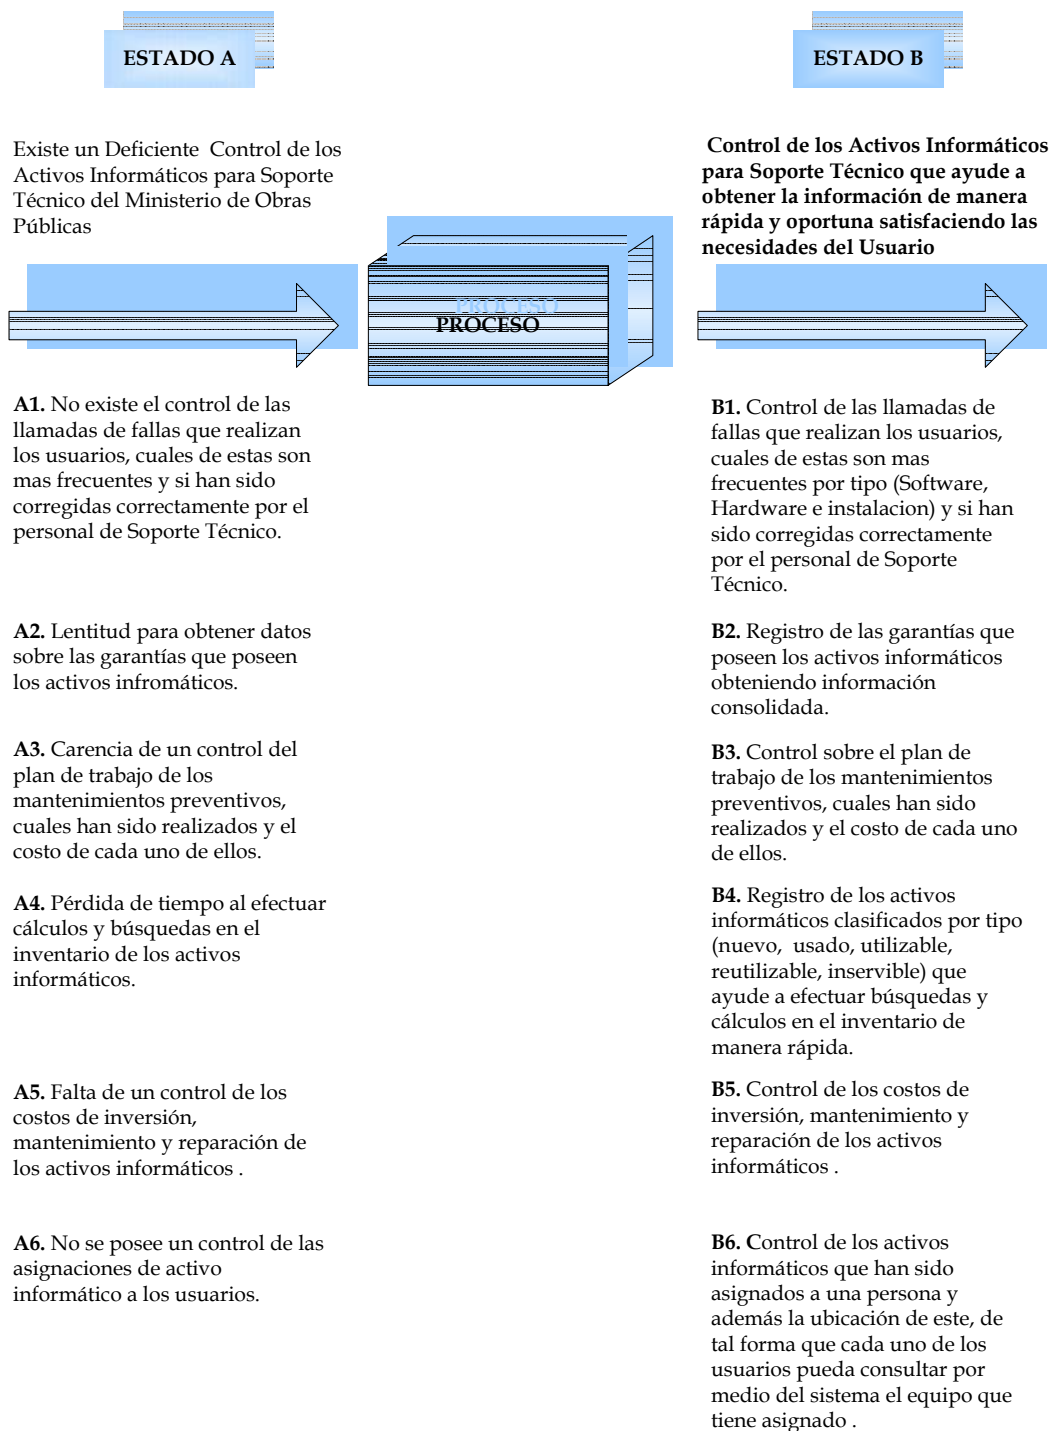 ESTADO A
ESTADO B
Existe un Deficiente  Control de los
Activos Informáticos para Soporte
Técnico del Ministerio de Obras
Públicas
Control de los Activos Informáticos
para Soporte Técnico que ayude a
obtener la información de manera
rápida y oportuna satisfaciendo las
necesidades del Usuario
PROCESO
A1. No existe el control de las
llamadas de fallas que realizan
los usuarios, cuales de estas son
mas frecuentes y si han sido
corregidas correctamente por el
personal de Soporte Técnico.
A2. Lentitud para obtener datos
sobre las garantías que poseen
los activos infromáticos.
A3. Carencia de un control del
plan de trabajo de los
mantenimientos preventivos,
cuales han sido realizados y el
costo de cada uno de ellos.
A4. Pérdida de tiempo al efectuar
cálculos y búsquedas en el
inventario de los activos
informáticos.
A5. Falta de un control de los
costos de inversión,
mantenimiento y reparación de
los activos informáticos .
A6. No se posee un control de las
asignaciones de activo
informático a los usuarios.
B1. Control de las llamadas de
fallas que realizan los usuarios,
cuales de estas son mas
frecuentes por tipo (Software,
Hardware e instalacion) y si han
sido corregidas correctamente
por el personal de Soporte
Técnico.
B2. Registro de las garantías que
poseen los activos informáticos
obteniendo información
consolidada.
B3. Control sobre el plan de
trabajo de los mantenimientos
preventivos, cuales han sido
realizados y el costo de cada uno
de ellos.
B4. Registro de los activos
informáticos clasificados por tipo
(nuevo,  usado, utilizable,
reutilizable, inservible) que
ayude a efectuar búsquedas y
cálculos en el inventario de
manera rápida.
B5. Control de los costos de
inversión, mantenimiento y
reparación de los activos
informáticos .
B6. Control de los activos
informáticos que han sido
asignados a una persona y
además la ubicación de este, de
tal forma que cada uno de los
usuarios pueda consultar por
medio del sistema el equipo que
tiene asignado .